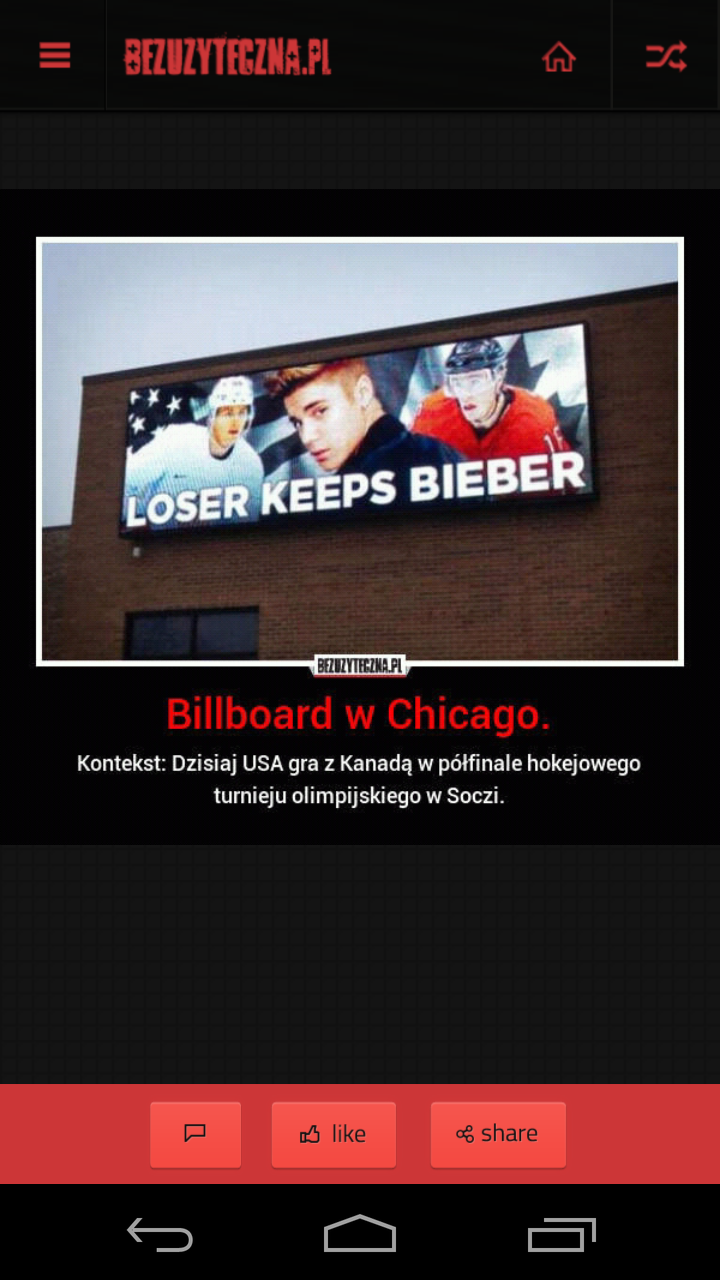 BEZUZYTECZNA.PL
LOSER KEEPS BIEBER
BEZUZYTECZNA.PL
Billboard w Chicago.
Kontekst: Dzisiaj USA gra z Kanadą w półfinale hokejowego
turnieju olimpijskiego w Soczi.
like
share